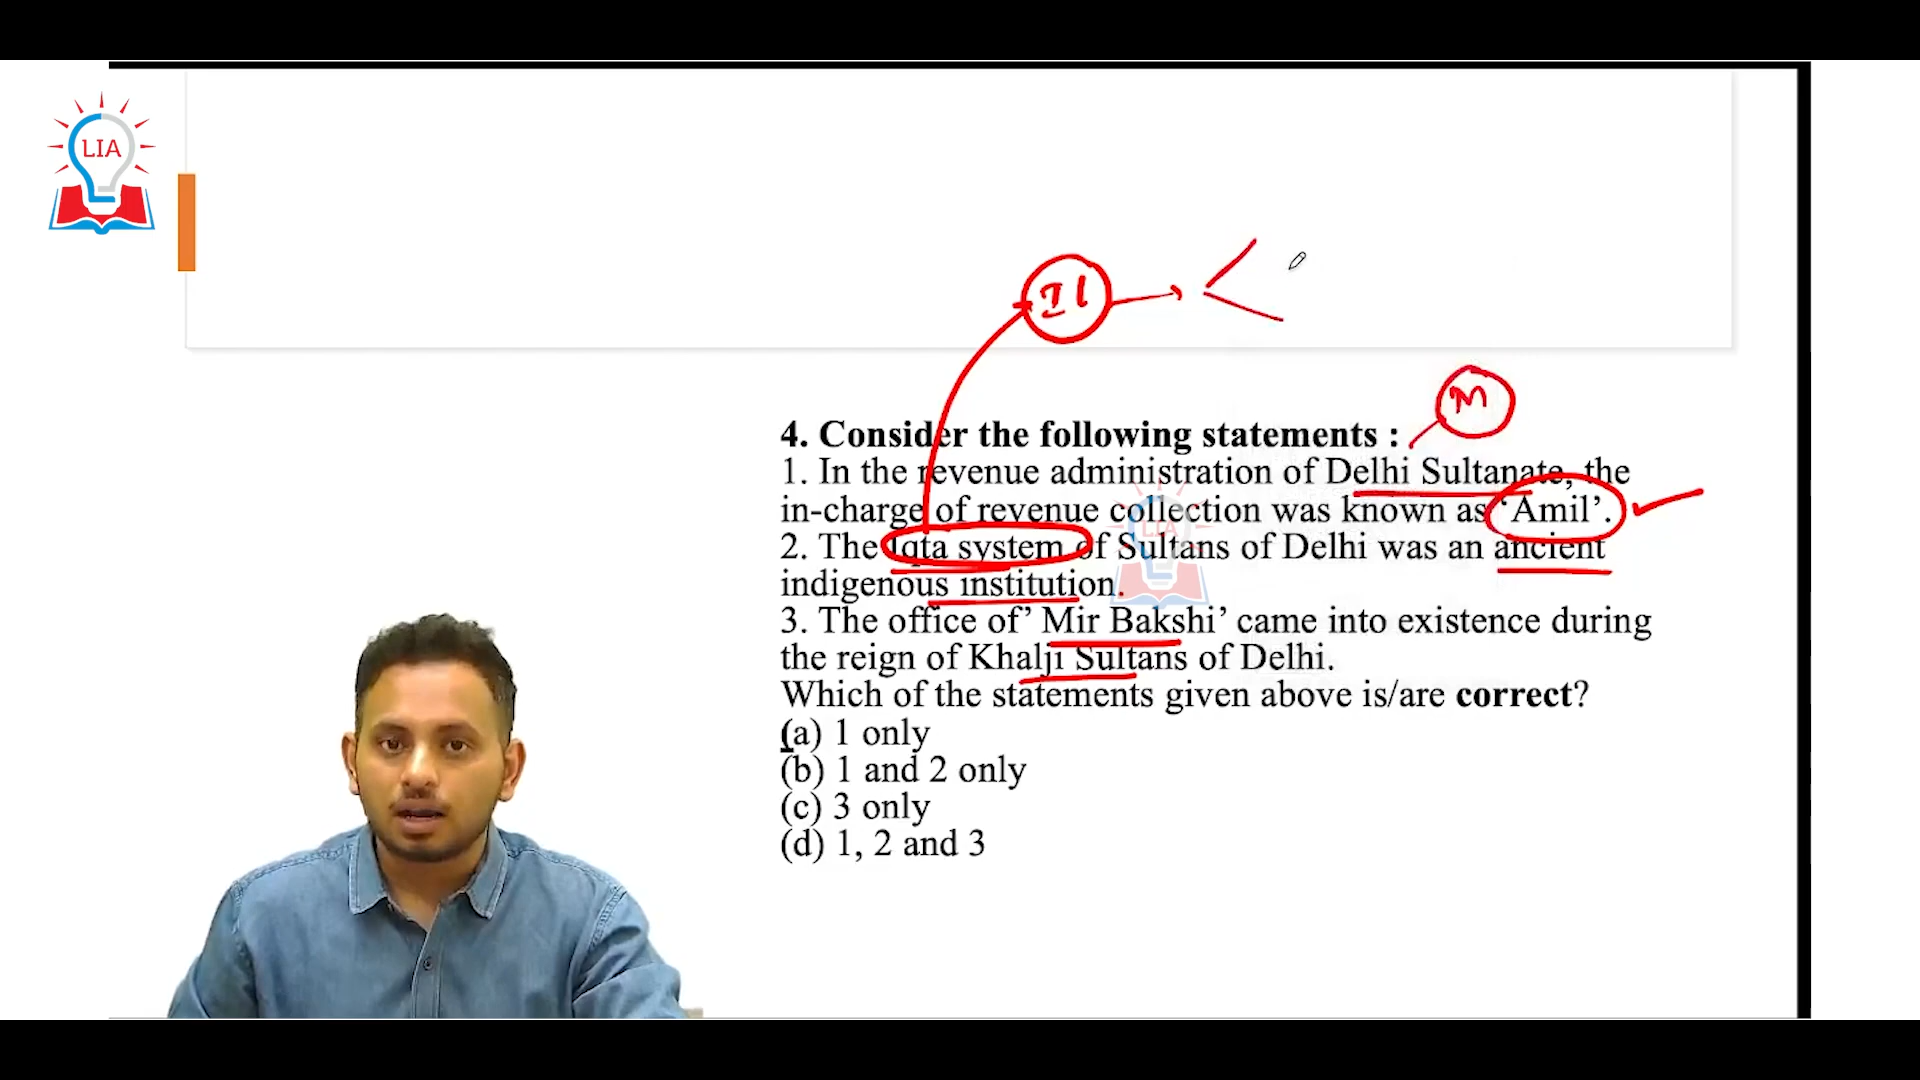 LIA
Il
M
4. Consider the following statements :
1. In the revenue administration of Delhi Sultanate, the
in-charge of revenue collection was known as ‘Amil’.
2. The Iqta system of Sultans of Delhi was an ancient
indigenous institution.
3. The office of’ Mir Bakshi’ came into existence during
the reign of Khalji Sultans of Delhi.
Which of the statements given above is/are correct?
(a) 1 only
(b) 1 and 2 only
(c) 3 only
(d) 1, 2 and 3
LIA